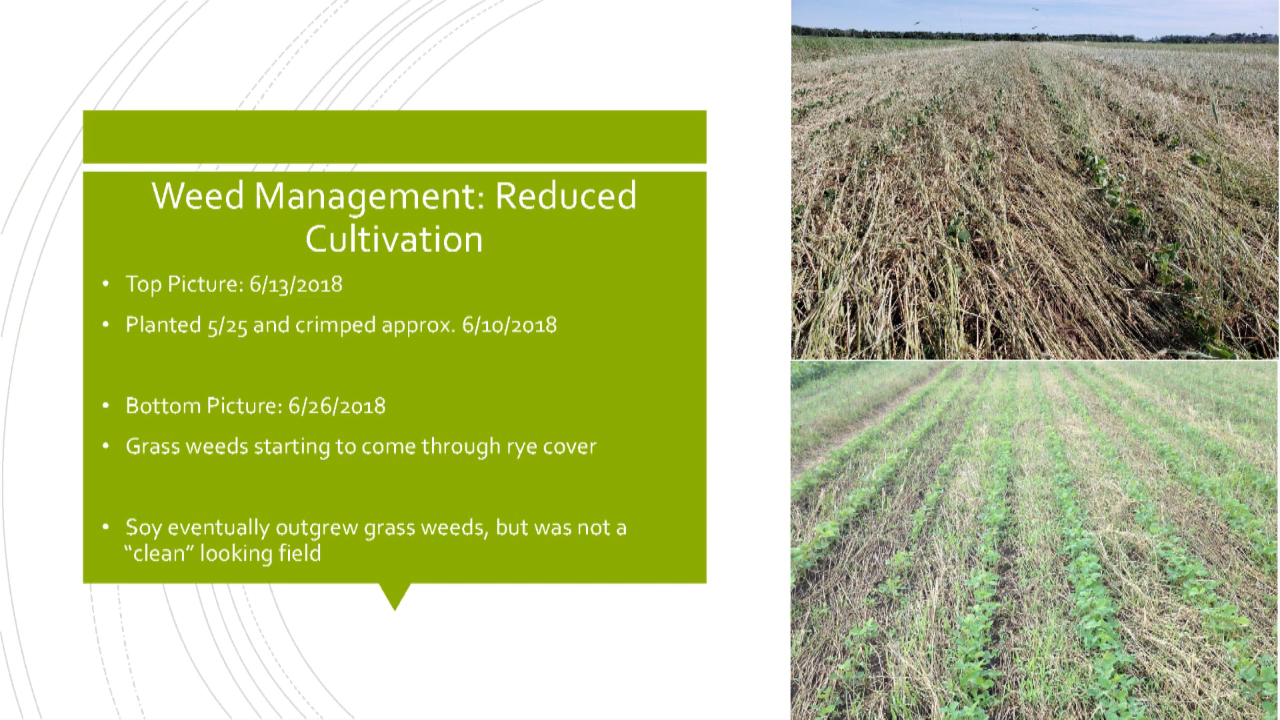 Weed Management: Reduced
Cultivation
• Top Picture: 6/13/2018
• Planted 5/25 and crimped approx. 6/10/2018
• Bottom Picture: 6/26/2018
• Grass weeds starting to come through rye cover
• Soy eventually outgrew grass weeds, but was not a
“clean” looking field